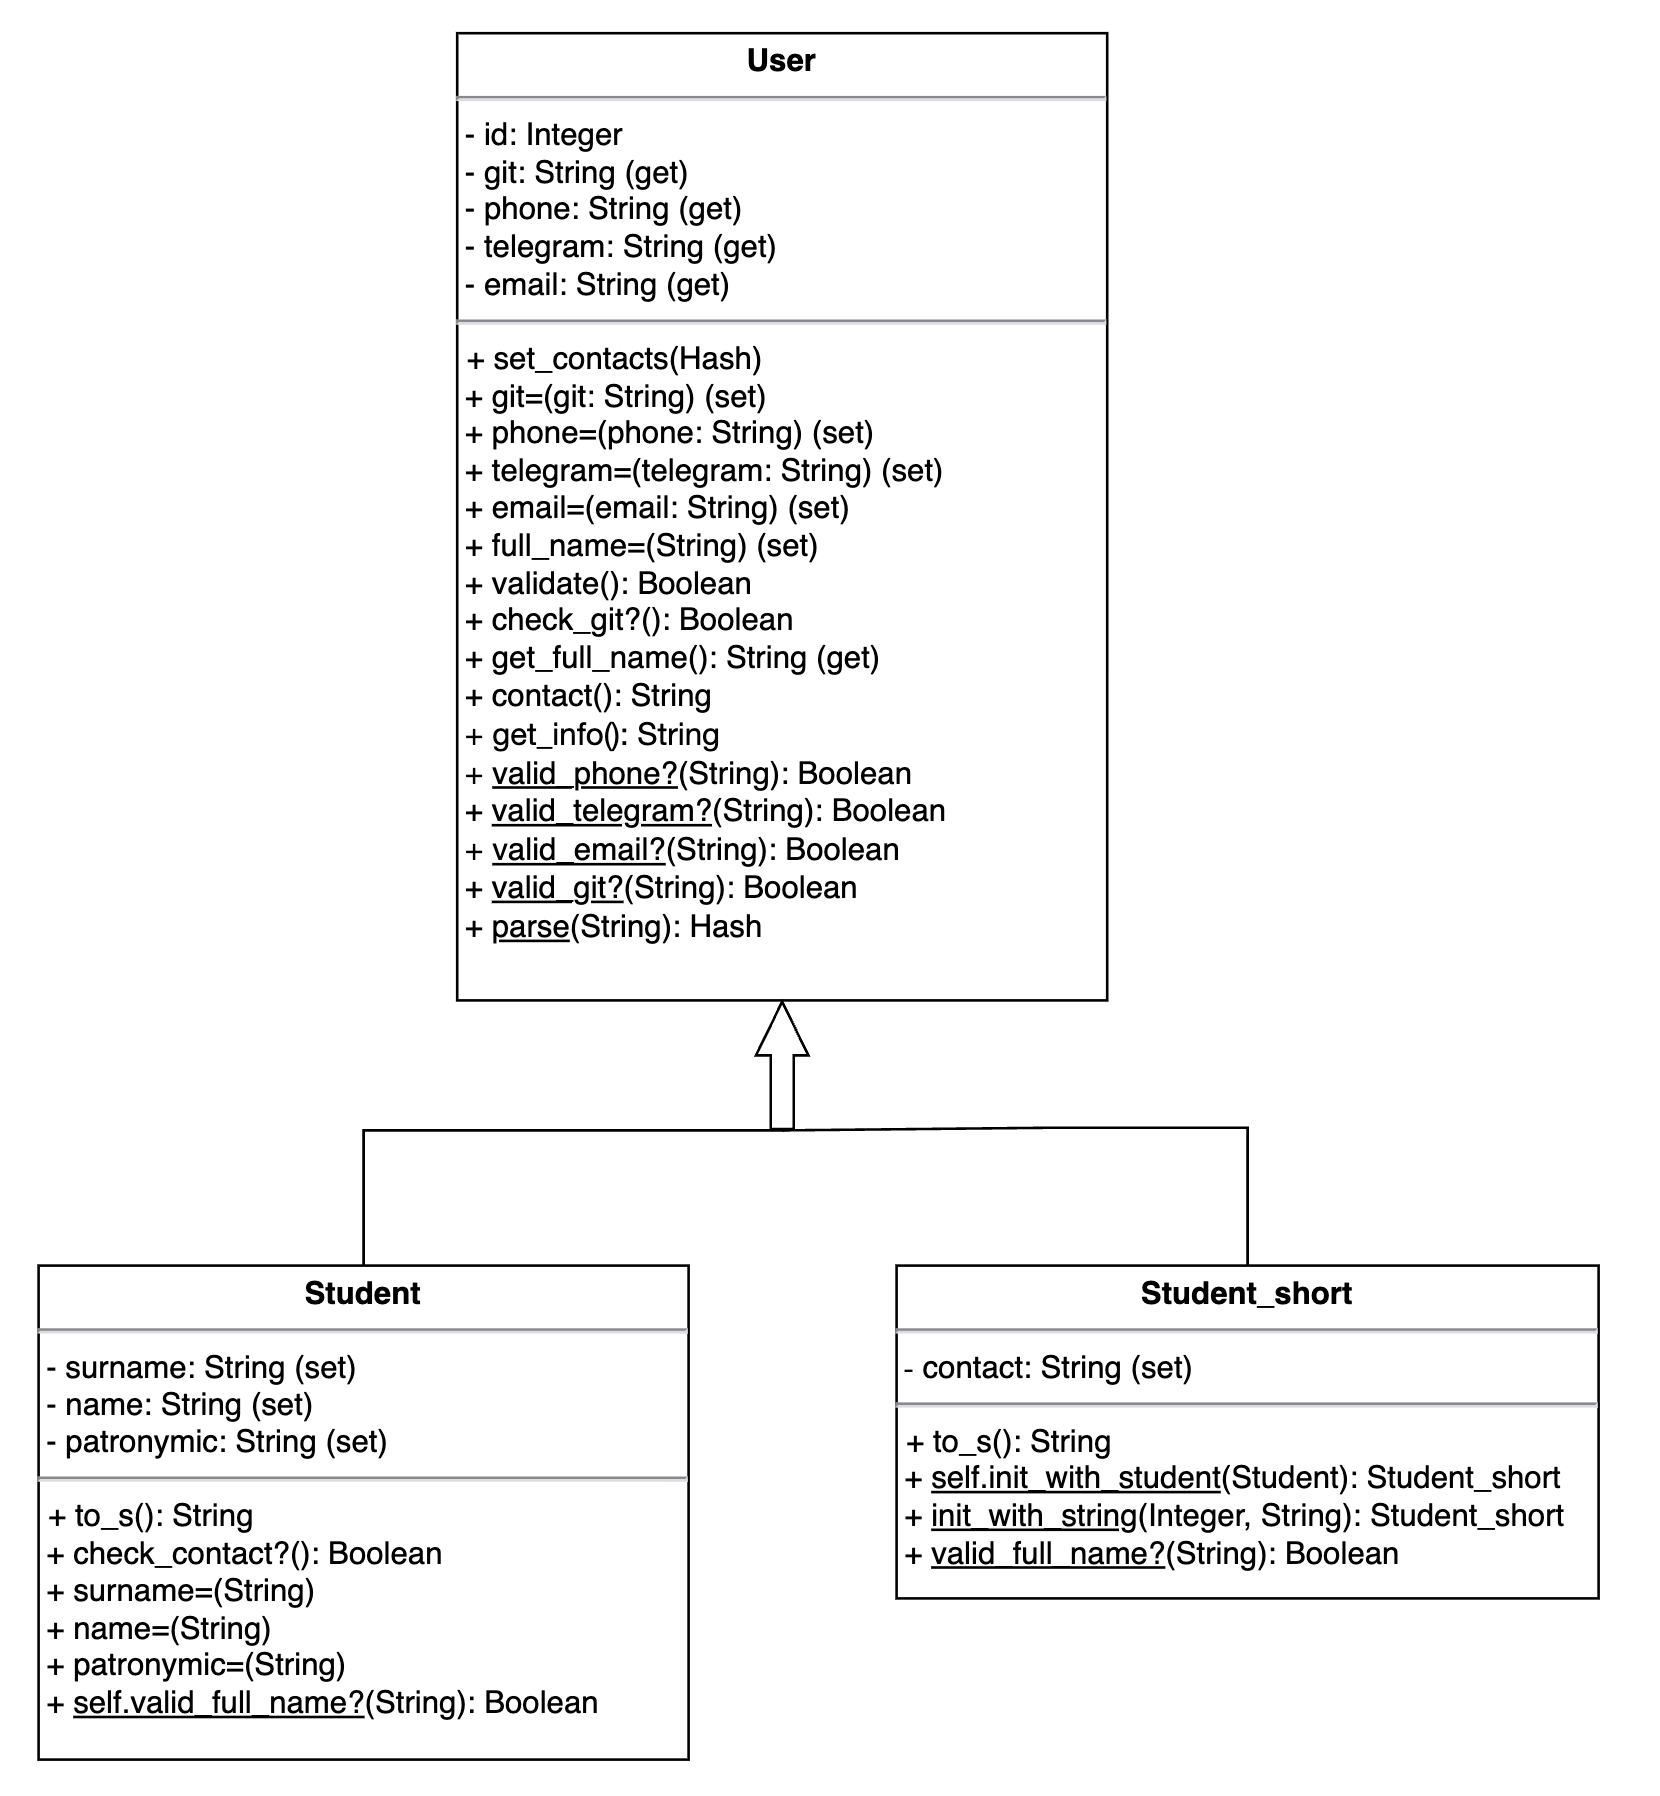 User
- id: Integer
- git: String (get)
- phone: String (get)
- telegram: String (get)
- email: String (get)
+ set_contacts(Hash)
+ git=(git: String) (set)
+ phone=(phone: String) (set)
+ telegram=(telegram: String) (set)
+ email=(email: String) (set)
+ full_name=(String) (set)
+ validate(): Boolean
+ check_git?(): Boolean
+ get_full_name(): String (get)
+ contact(): String
+ get_info(): String
+ valid_phone?(String): Boolean
+ valid_telegram?(String): Boolean
+ valid_email?(String): Boolean
+ valid_git?(String): Boolean
+ parse(String): Hash
Student
- surname: String (set)
- name: String (set)
- patronymic: String (set)
+ to_s(): String
+ check_contact?(): Boolean
+ surname=(String)
+ name=(String)
+ patronymic=(String)
+ self.valid_full_name?(String): Boolean
Student_short
- contact: String (set)
+ to_s(): String
+ self.init_with_student(Student): Student_short
+ init_with_string(Integer, String): Student_short
+ valid_full_name?(String): Boolean